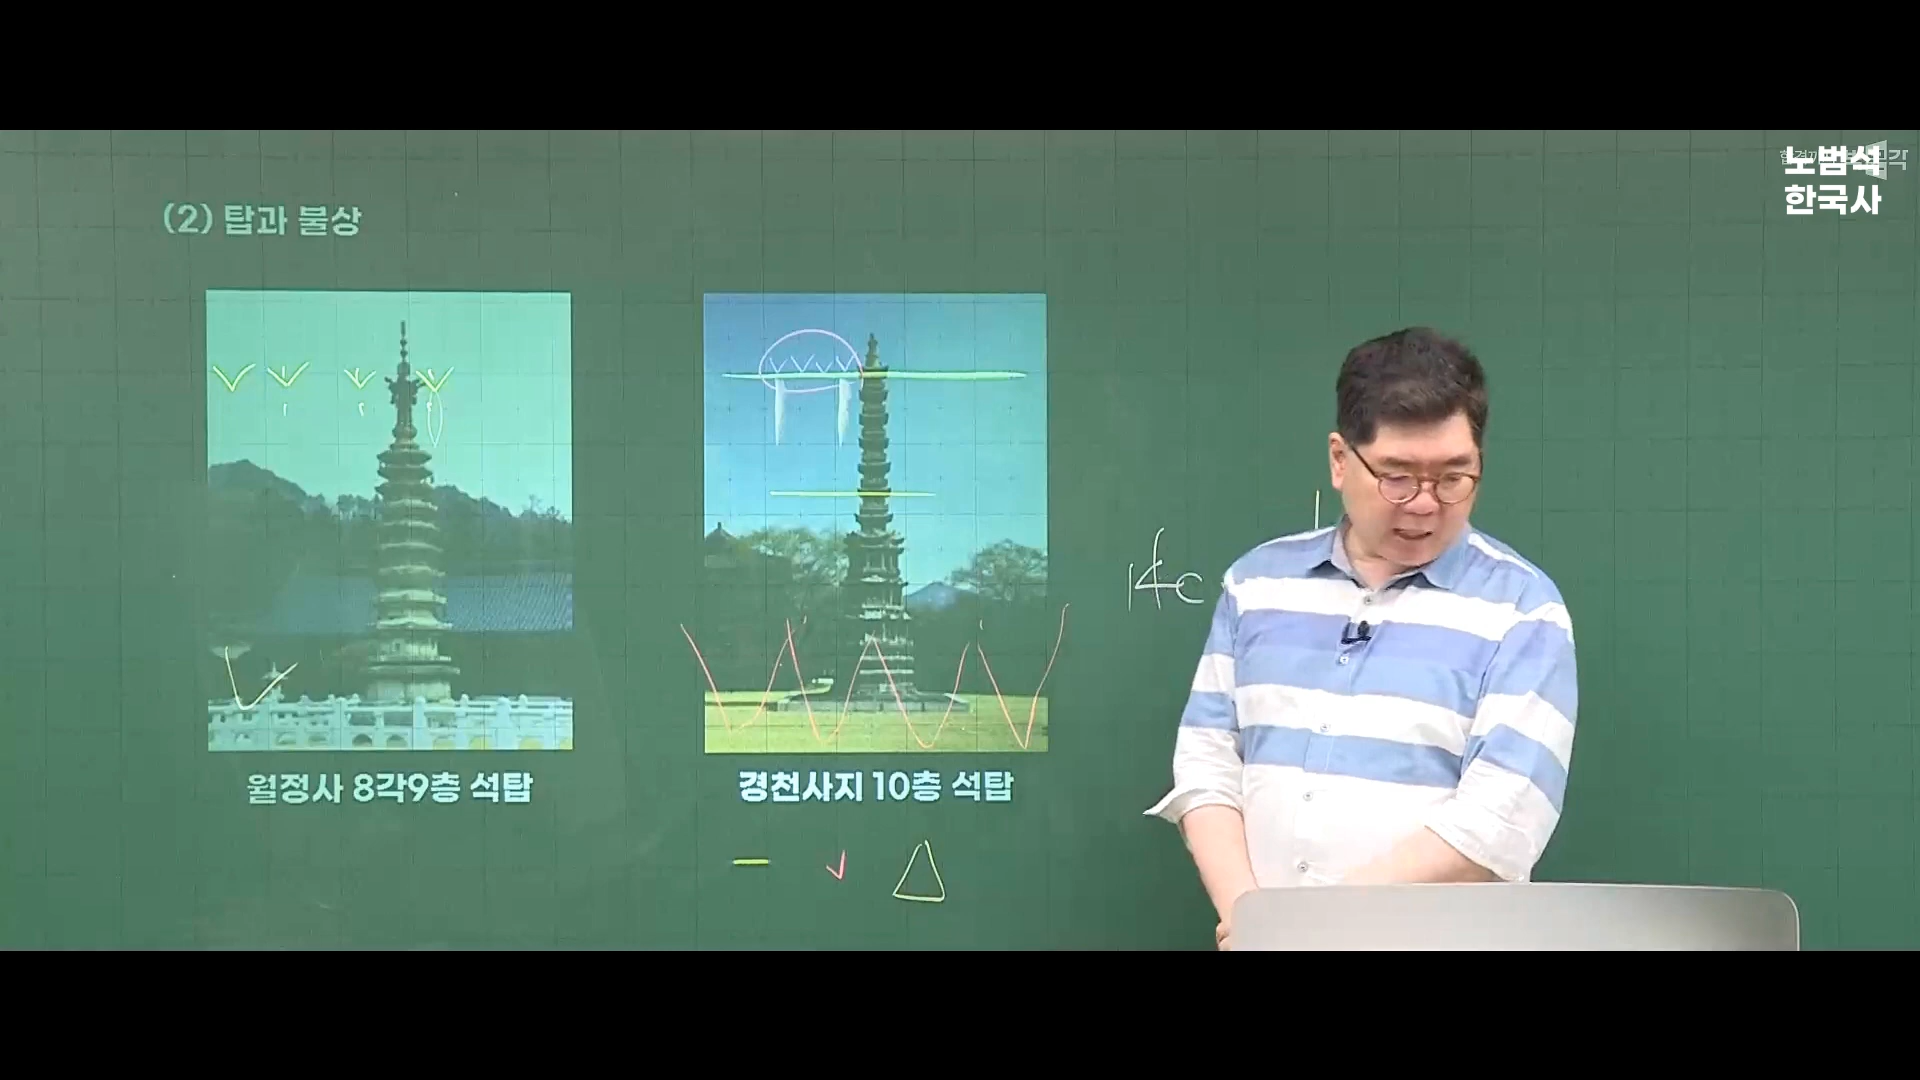 노범석
한국사
(2) 탑과 불상
14C
월정사 8각9층 석탑
경천사지 10층 석탑